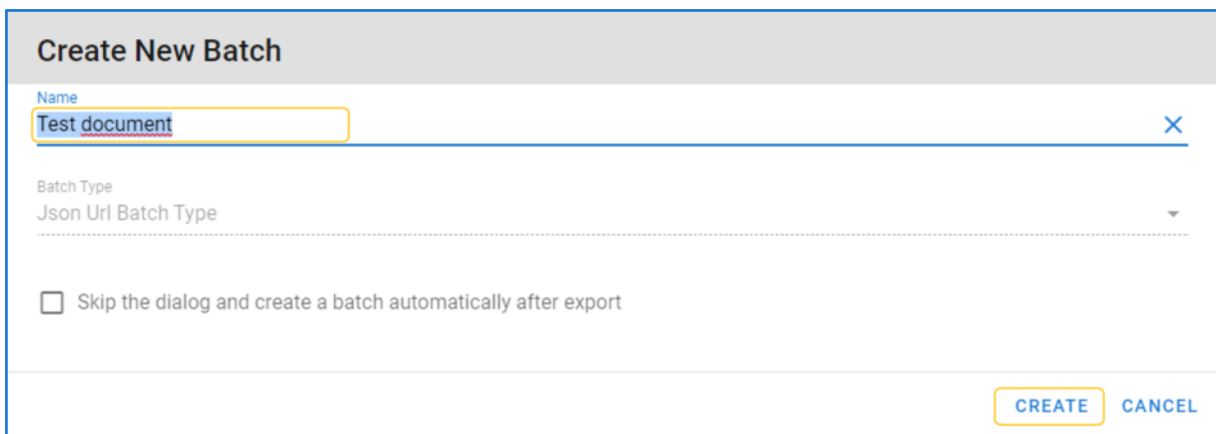 Create New Batch
Name
Test document
Batch Type
Json Url Batch Type
Skip the dialog and create a batch automatically after export
CREATE CANCEL